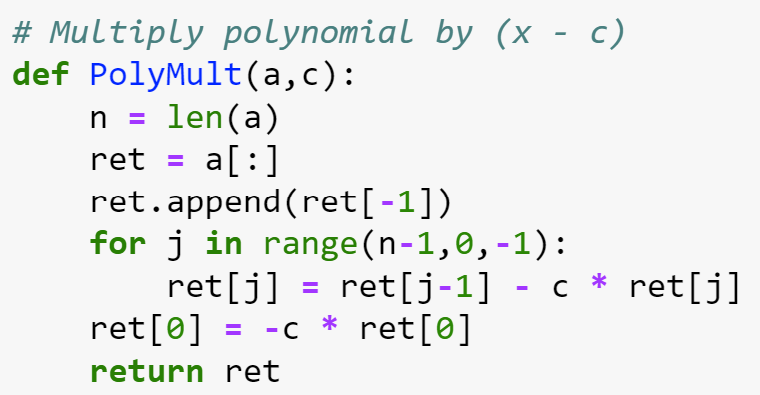 # Multiply polynomial by (x - c)
def PolyMult(a,c):
    n = len(a)
    ret = a[:]
    ret.append(ret[-1])
    for j in range(n-1,0,-1):
        ret[j] = ret[j-1] - c * ret[j]
    ret[0] = -c * ret[0]
    return ret